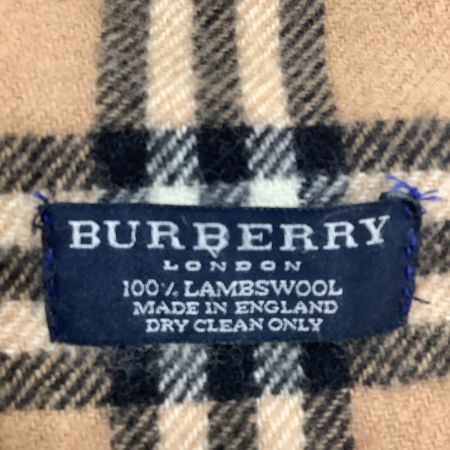 BURBERRY
LONDON
100% LAMBSWOOL
MADE IN ENGLAND
DRY CLEAN ONLY